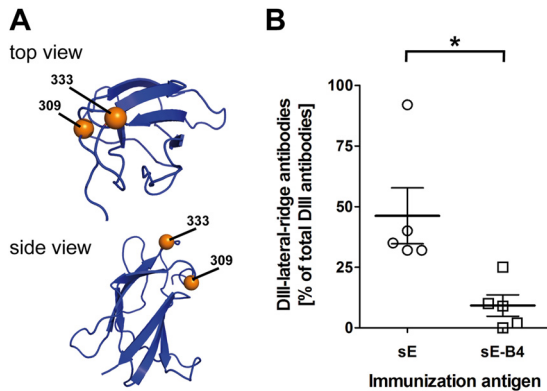 A
top view
333
309
side view
333
309
B
*
DIII-lateral-ridge antibodies
[% of total DIII antibodies]
100
75
50
25
0
sE
sE-B4
Immunization antigen